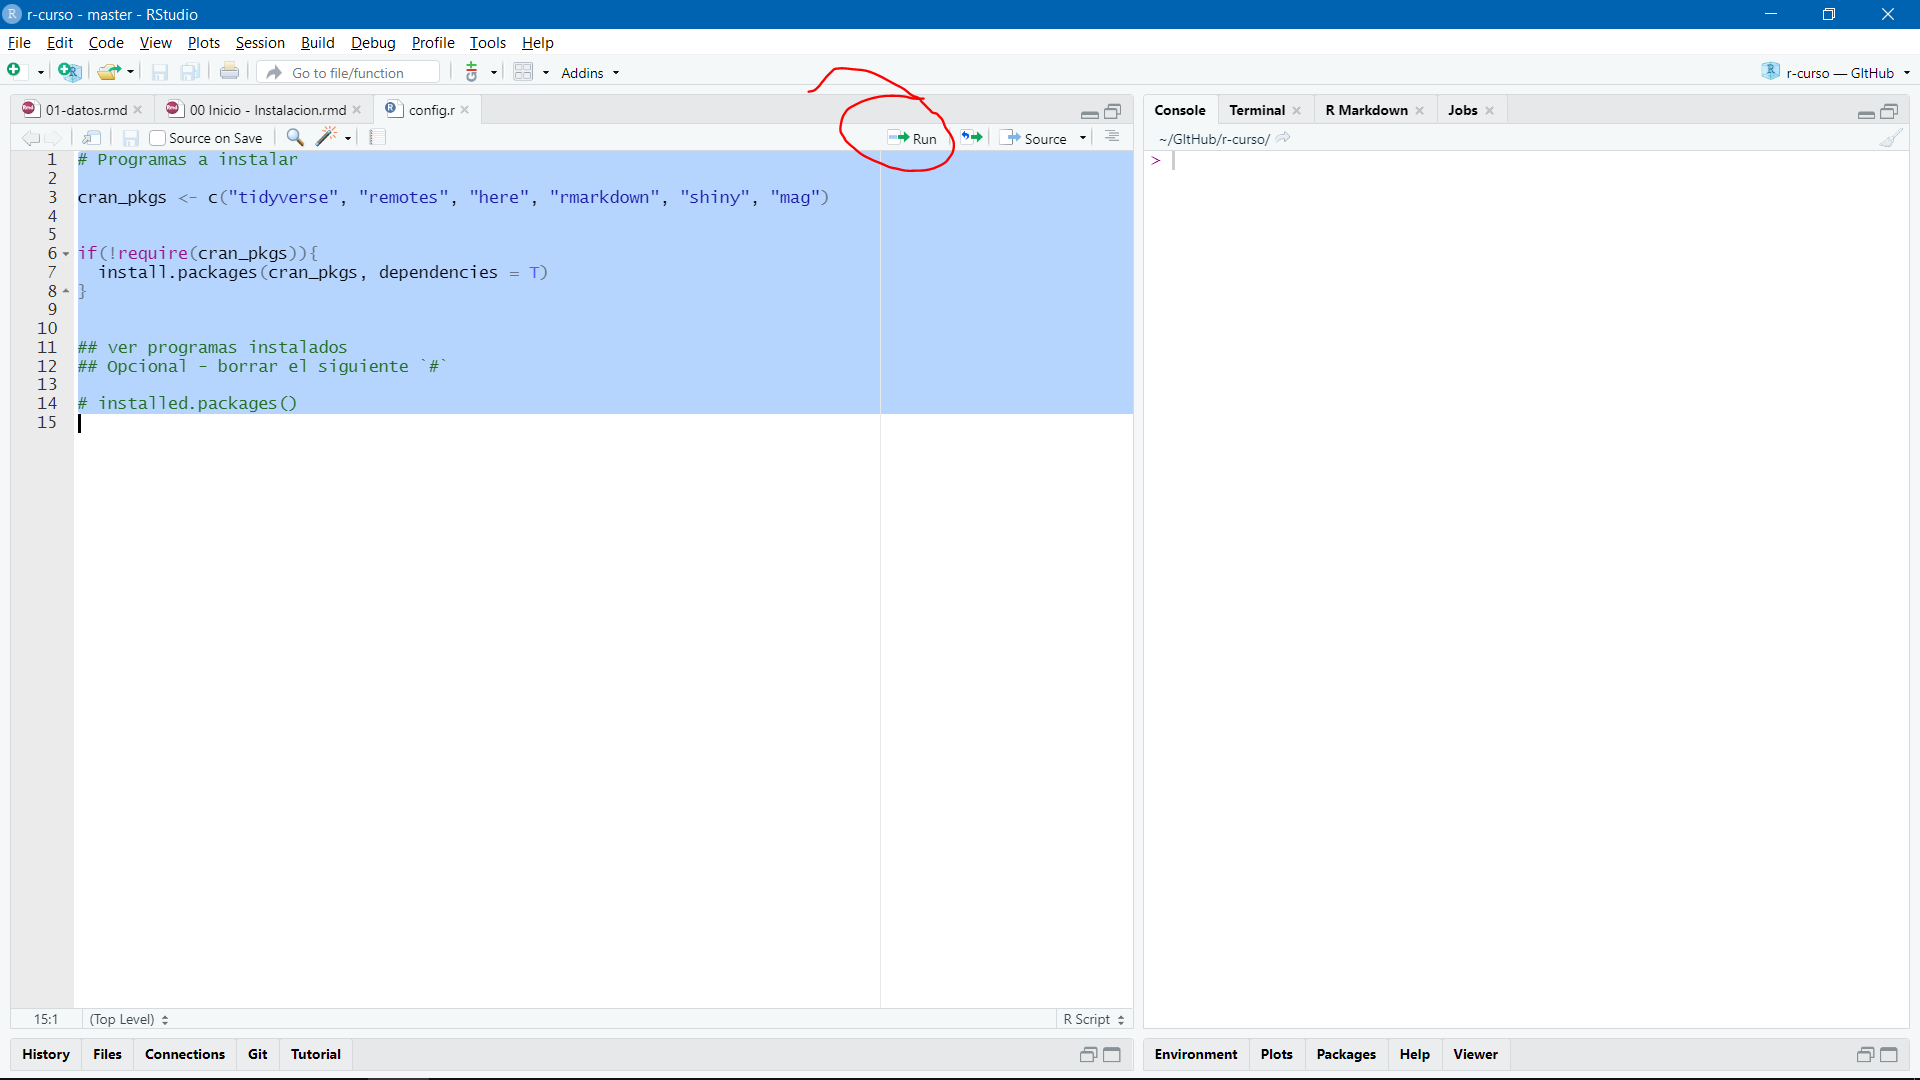 r-curso - master - RStudio
File Edit Code View Plots Session Build Debug Profile Tools Help
Go to file/function Addins r-curso — GItHub
01-datos.rmd 00 Inicio - Instalacion.rmd config.r
Source on Save Run Source
1 # Programas a instalar
2
3 cran_pkgs <- c("tidyverse", "remotes", "here", "rmarkdown", "shiny", "mag")
4
5
6 if(!require(cran_pkgs)){
7 install.packages(cran_pkgs, dependencies = T)
8 }
9
10
11 ## ver programas instalados
12 ## Opcional - borrar el siguiente `#`
13
14 # installed.packages()
15
15:1 (Top Level) R Script
History Files Connections Git Tutorial
Console Terminal R Markdown Jobs
~/GItHub/r-curso/
>
Environment Plots Packages Help Viewer